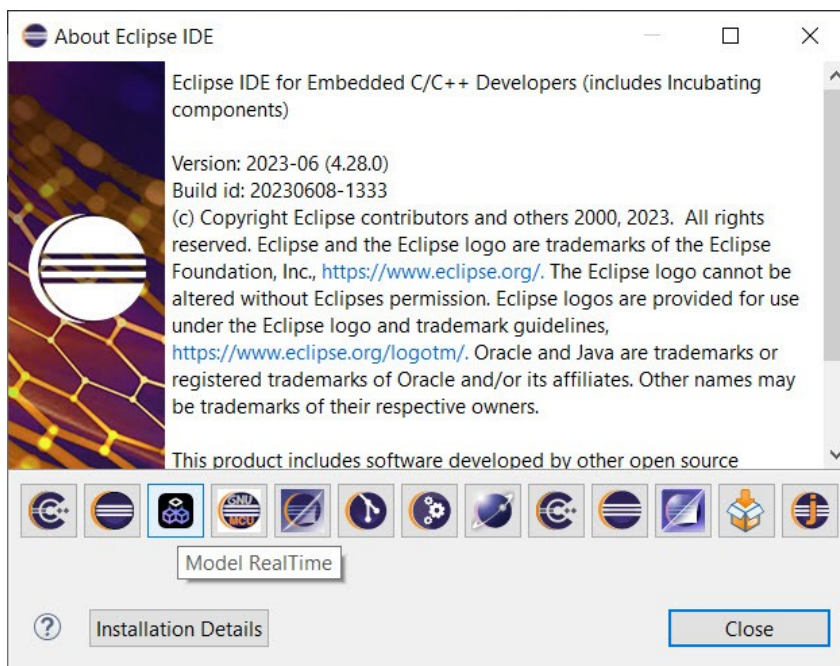 About Eclipse IDE
Eclipse IDE for Embedded C/C++ Developers (includes Incubating
components)
Version: 2023-06 (4.28.0)
Build id: 20230608-1333
(c) Copyright Eclipse contributors and others 2000, 2023.  All rights
reserved. Eclipse and the Eclipse logo are trademarks of the Eclipse
Foundation, Inc., https://www.eclipse.org/. The Eclipse logo cannot be
altered without Eclipses permission. Eclipse logos are provided for use
under the Eclipse logo and trademark guidelines,
https://www.eclipse.org/logotm/. Oracle and Java are trademarks or
registered trademarks of Oracle and/or its affiliates. Other names may
be trademarks of their respective owners.
This product includes software developed by other open source
C++ GNU MCU C++ j
Model RealTime
? Installation Details Close